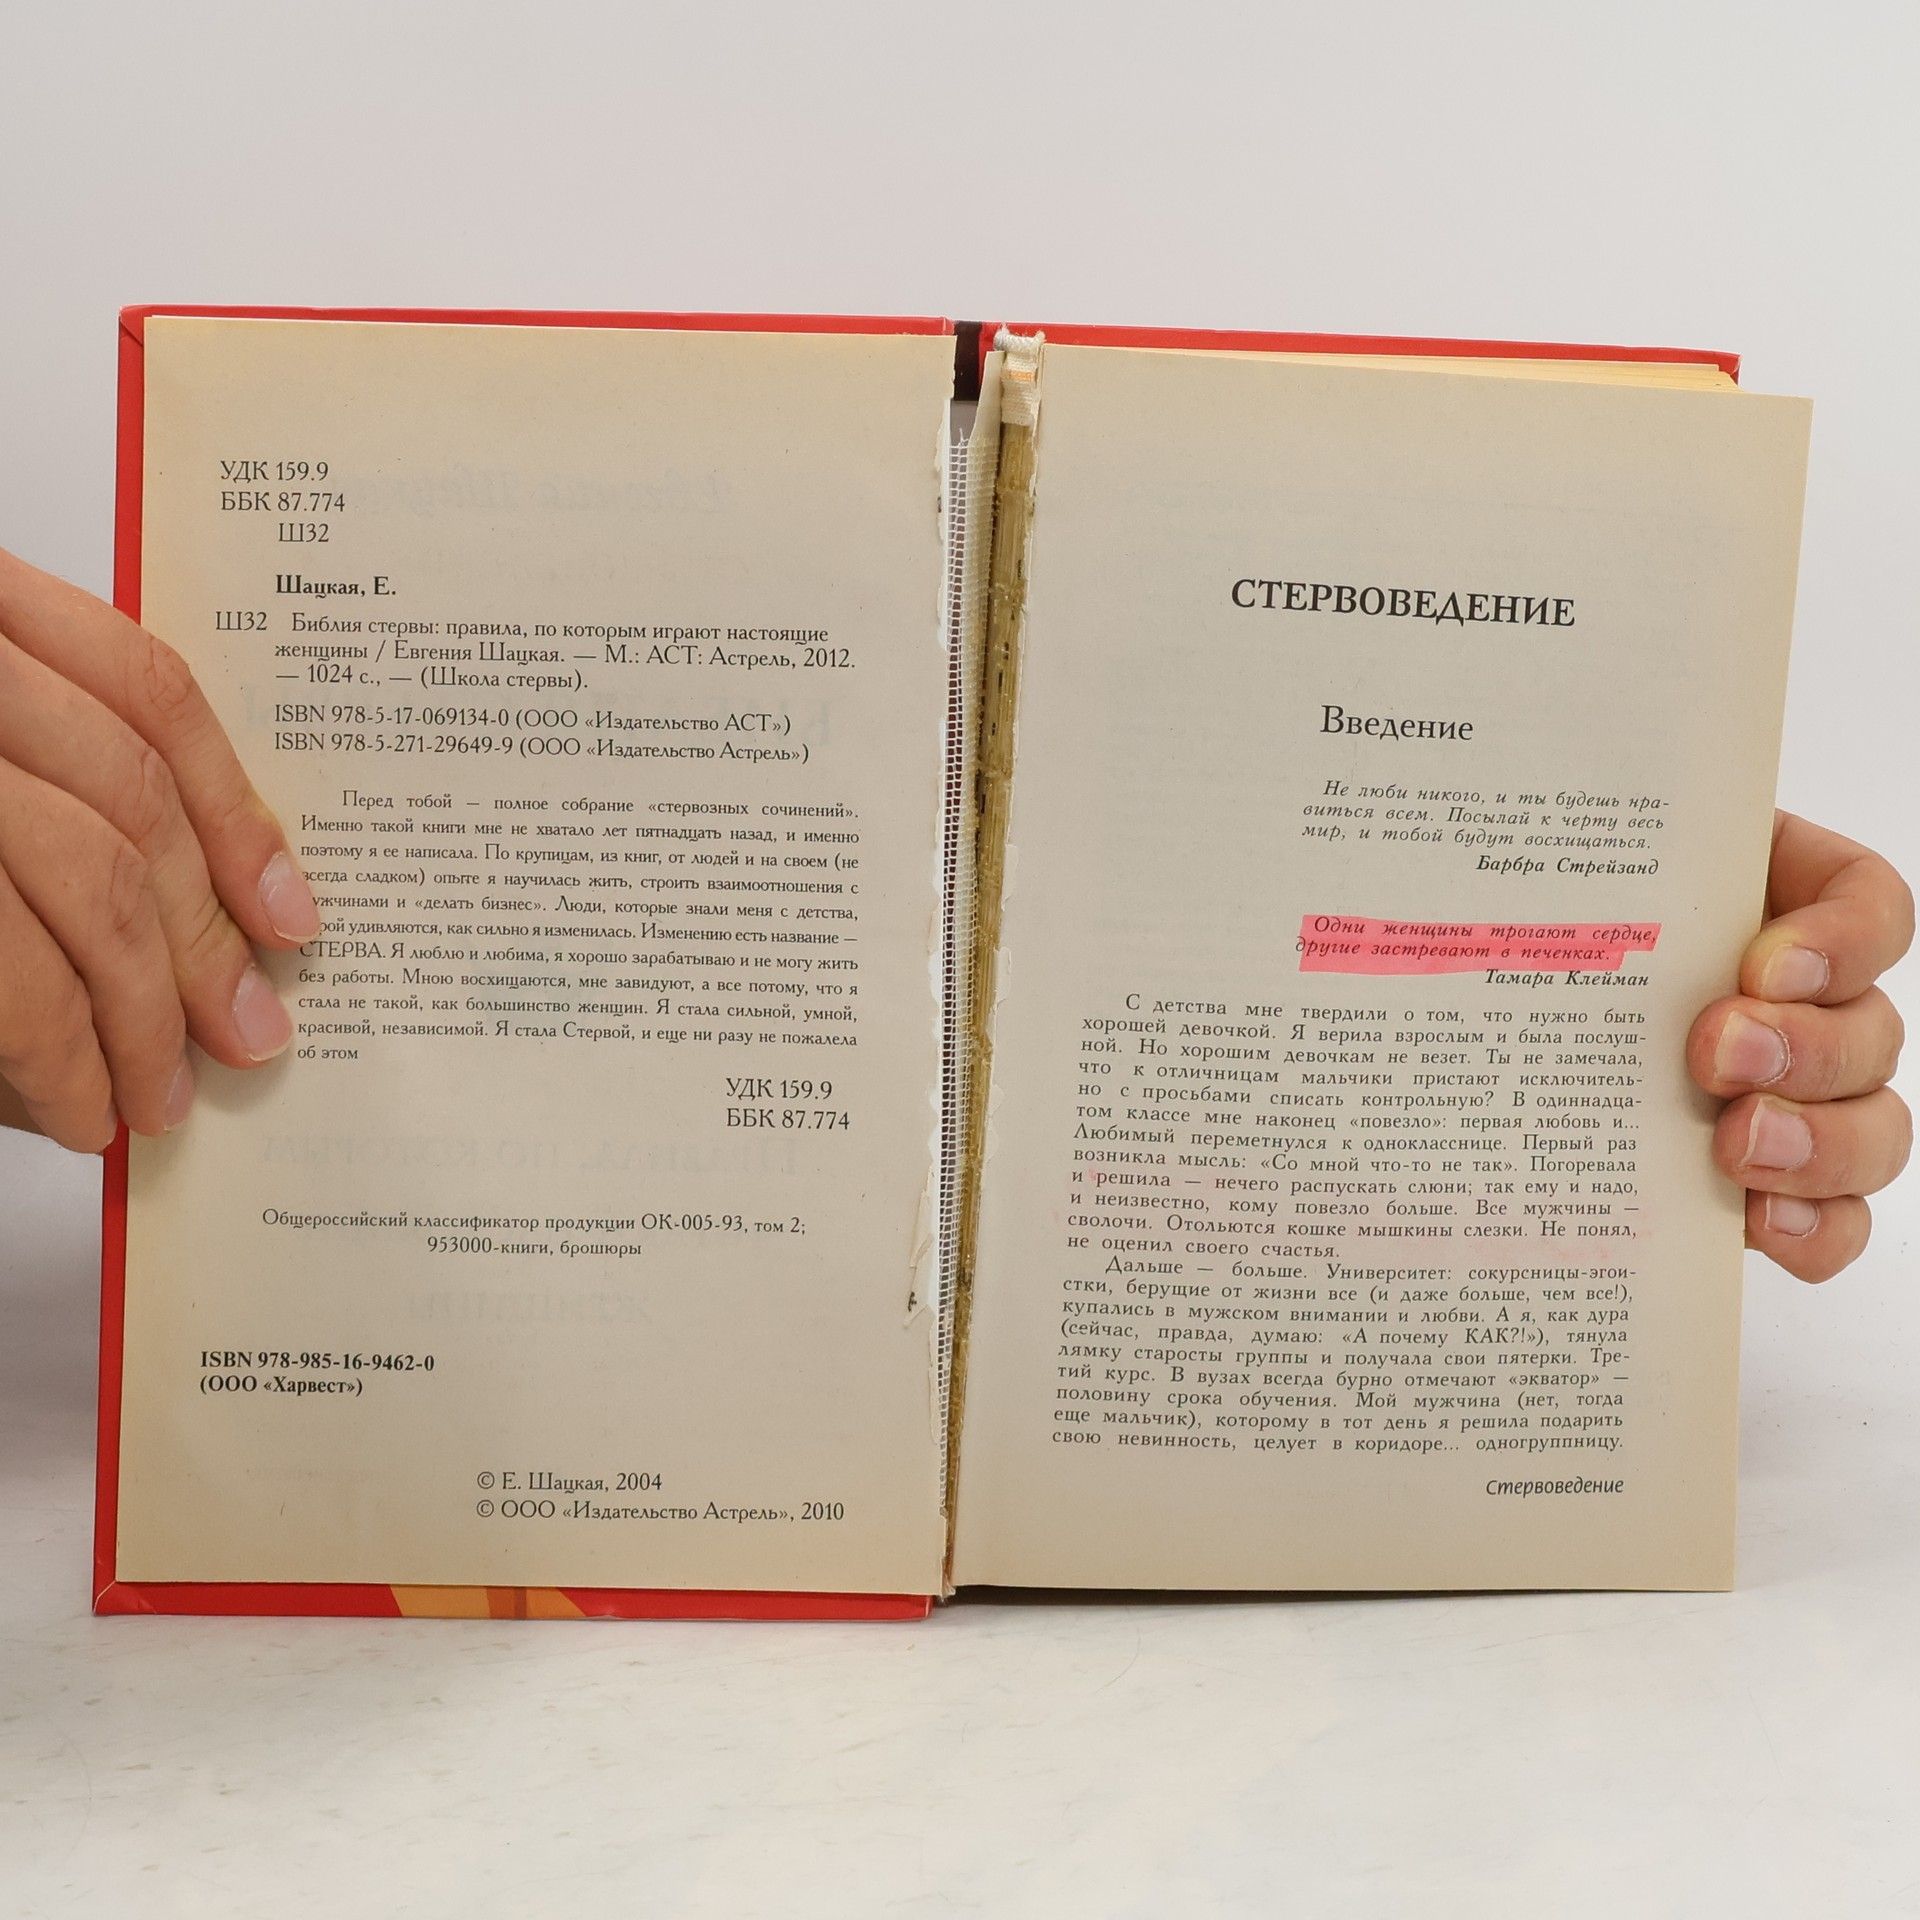 УДК 159.9
ББК 87.774
Ш32
Шацкая, Е.
Ш32 Библия стервы: правила, по которым играют настоящие
женщины / Евгения Шацкая. — М.: АСТ: Астрель, 2012.
— 1024 с., — (Школа стервы).
ISBN 978-5-17-069134-0 (ООО «Издательство АСТ»)
ISBN 978-5-271-29649-9 (ООО «Издательство Астрель»)
Перед тобой — полное собрание «стервозных сочинений».
Именно такой книги мне не хватало лет пятнадцать назад, и именно
поэтому я ее написала. По крупицам, из книг, от людей и на своем (не
всегда сладком) опыте я научилась жить, строить взаимоотношения с
ужчинами и «делать бизнес». Люди, которые знали меня с детства,
рой удивляются, как сильно я изменилась. Изменению есть название —
СТЕРВА. Я люблю и любима, я хорошо зарабатываю и не могу жить
без работы. Мною восхищаются, мне завидуют, а все потому, что я
стала не такой, как большинство женщин. Я стала сильной, умной,
красивой, независимой. Я стала Стервой, и еще ни разу не пожалела
об этом
УДК 159.9
ББК 87.774
Общероссийский классификатор продукции ОК-005-93, том 2;
953000-книги, брошюры
ISBN 978-985-16-9462-0
(ООО «Харвест»)
© Е. Шацкая, 2004
© ООО «Издательство Астрель», 2010
СТЕРВОВЕДЕНИЕ
Введение
Не люби никого, и ты будешь нра-
виться всем. Посылай к черту весь
мир, и тобой будут восхищаться.
Барбра Стрейзанд
Одни женщины трогают сердце,
другие застревают в печенках.
Тамара Клейман
С детства мне твердили о том, что нужно быть
хорошей девочкой. Я верила взрослым и была послуш-
ной. Но хорошим девочкам не везет. Ты не замечала,
что к отличницам мальчики пристают исключитель-
но с просьбами списать контрольную? В одиннадца-
том классе мне наконец «повезло»: первая любовь и...
Любимый переметнулся к однокласснице. Первый раз
возникла мысль: «Со мной что-то не так». Погоревала
и решила — нечего распускать слюни; так ему и надо,
и неизвестно, кому повезло больше. Все мужчины —
сволочи. Отольются кошке мышкины слезки. Не понял,
не оценил своего счастья.
Дальше — больше. Университет: сокурсницы-эгои-
стки, берущие от жизни все (и даже больше, чем все!),
купались в мужском внимании и любви. А я, как дура
(сейчас, правда, думаю: «А почему КАК?!»), тянула
лямку старосты группы и получала свои пятерки. Тре-
тий курс. В вузах всегда бурно отмечают «экватор» —
половину срока обучения. Мой мужчина (нет, тогда
еще мальчик), которому в тот день я решила подарить
свою невинность, целует в коридоре... одногруппницу.
Стервоведение